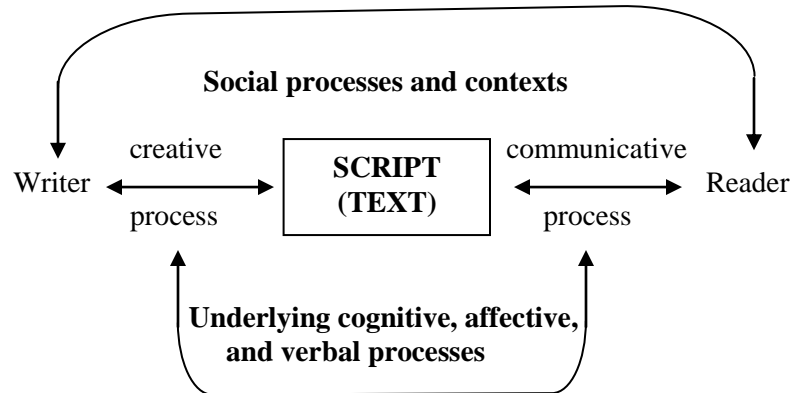 Social processes and contexts
creative
communicative
SCRIPT
(TEXT)
Writer
Reader
process
process
Underlying cognitive, affective,
and verbal processes